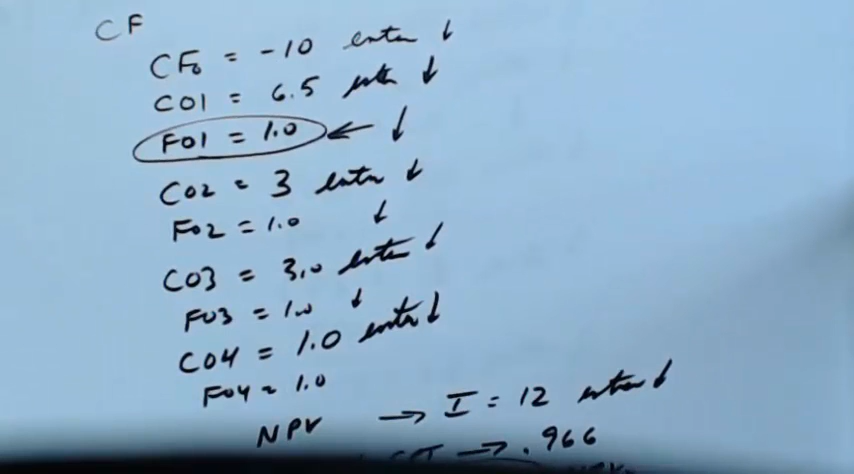 CF
CF₀ = -10 enter ↓
C01 = 6.5 enter ↓
F01 = 1.0 ← ↓
C02 = 3 enter ↓
F02 = 1.0 ↓
C03 = 3.0 enter ↓
F03 = 1.0 ↓
C04 = 1.0 enter ↓
F04 = 1.0
NPV → I = 12 enter ↓
→ .966